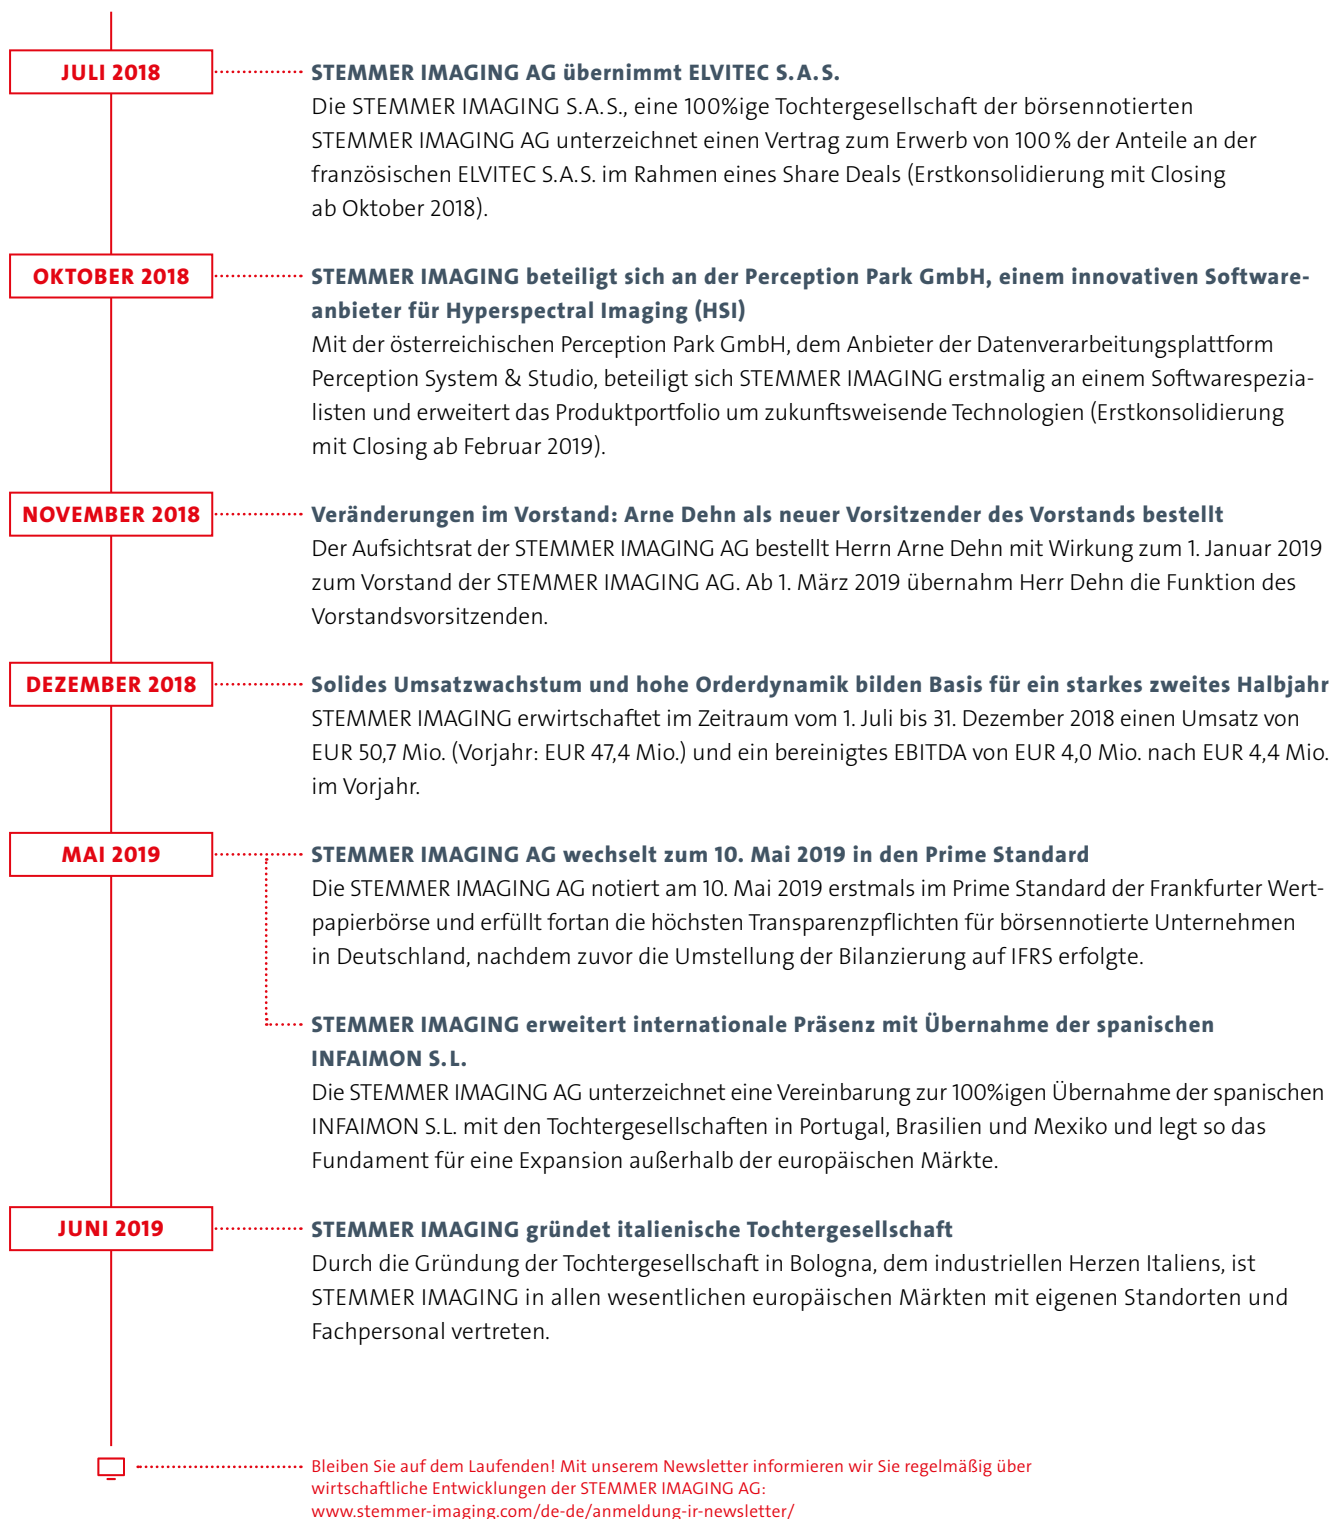 JULI 2018
STEMMER IMAGING AG übernimmt ELVITEC S.A.S.
Die STEMMER IMAGING S.A.S., eine 100%ige Tochtergesellschaft der börsennotierten
STEMMER IMAGING AG unterzeichnet einen Vertrag zum Erwerb von 100 % der Anteile an der
französischen ELVITEC S.A.S. im Rahmen eines Share Deals (Erstkonsolidierung mit Closing
ab Oktober 2018).
OKTOBER 2018
STEMMER IMAGING beteiligt sich an der Perception Park GmbH, einem innovativen Software-
anbieter für Hyperspectral Imaging (HSI)
Mit der österreichischen Perception Park GmbH, dem Anbieter der Datenverarbeitungsplattform
Perception System & Studio, beteiligt sich STEMMER IMAGING erstmalig an einem Softwarespezia-
listen und erweitert das Produktportfolio um zukunftsweisende Technologien (Erstkonsolidierung
mit Closing ab Februar 2019).
NOVEMBER 2018
Veränderungen im Vorstand: Arne Dehn als neuer Vorsitzender des Vorstands bestellt
Der Aufsichtsrat der STEMMER IMAGING AG bestellt Herrn Arne Dehn mit Wirkung zum 1. Januar 2019
zum Vorstand der STEMMER IMAGING AG. Ab 1. März 2019 übernahm Herr Dehn die Funktion des
Vorstandsvorsitzenden.
DEZEMBER 2018
Solides Umsatzwachstum und hohe Orderdynamik bilden Basis für ein starkes zweites Halbjahr
STEMMER IMAGING erwirtschaftet im Zeitraum vom 1. Juli bis 31. Dezember 2018 einen Umsatz von
EUR 50,7 Mio. (Vorjahr: EUR 47,4 Mio.) und ein bereinigtes EBITDA von EUR 4,0 Mio. nach EUR 4,4 Mio.
im Vorjahr.
MAI 2019
STEMMER IMAGING AG wechselt zum 10. Mai 2019 in den Prime Standard
Die STEMMER IMAGING AG notiert am 10. Mai 2019 erstmals im Prime Standard der Frankfurter Wert-
papierbörse und erfüllt fortan die höchsten Transparenzpflichten für börsennotierte Unternehmen
in Deutschland, nachdem zuvor die Umstellung der Bilanzierung auf IFRS erfolgte.
STEMMER IMAGING erweitert internationale Präsenz mit Übernahme der spanischen
INFAIMON S.L.
Die STEMMER IMAGING AG unterzeichnet eine Vereinbarung zur 100%igen Übernahme der spanischen
INFAIMON S.L. mit den Tochtergesellschaften in Portugal, Brasilien und Mexiko und legt so das
Fundament für eine Expansion außerhalb der europäischen Märkte.
JUNI 2019
STEMMER IMAGING gründet italienische Tochtergesellschaft
Durch die Gründung der Tochtergesellschaft in Bologna, dem industriellen Herzen Italiens, ist
STEMMER IMAGING in allen wesentlichen europäischen Märkten mit eigenen Standorten und
Fachpersonal vertreten.
Bleiben Sie auf dem Laufenden! Mit unserem Newsletter informieren wir Sie regelmäßig über
wirtschaftliche Entwicklungen der STEMMER IMAGING AG:
www.stemmer-imaging.com/de-de/anmeldung-ir-newsletter/